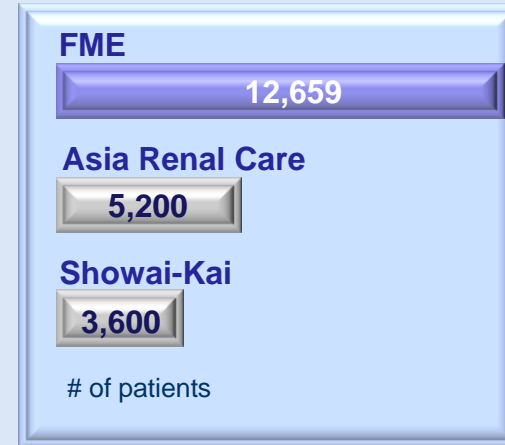 FME
12,659
Asia Renal Care
5,200
Showai-Kai
3,600
# of patients